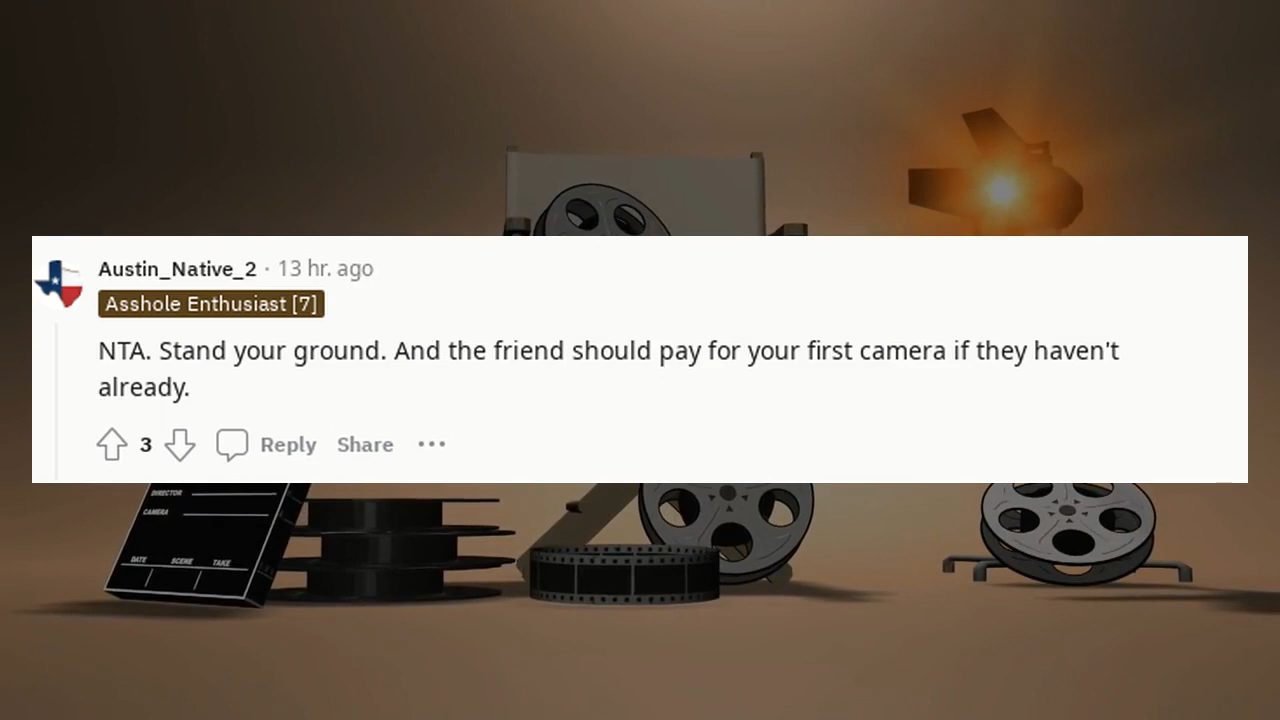 Austin_Native_2 · 13 hr. ago
Asshole Enthusiast [7]
NTA. Stand your ground. And the friend should pay for your first camera if they haven't
already.
3 Reply Share ···
DIRECTOR
CAMERA
DATE SCENE TAKE